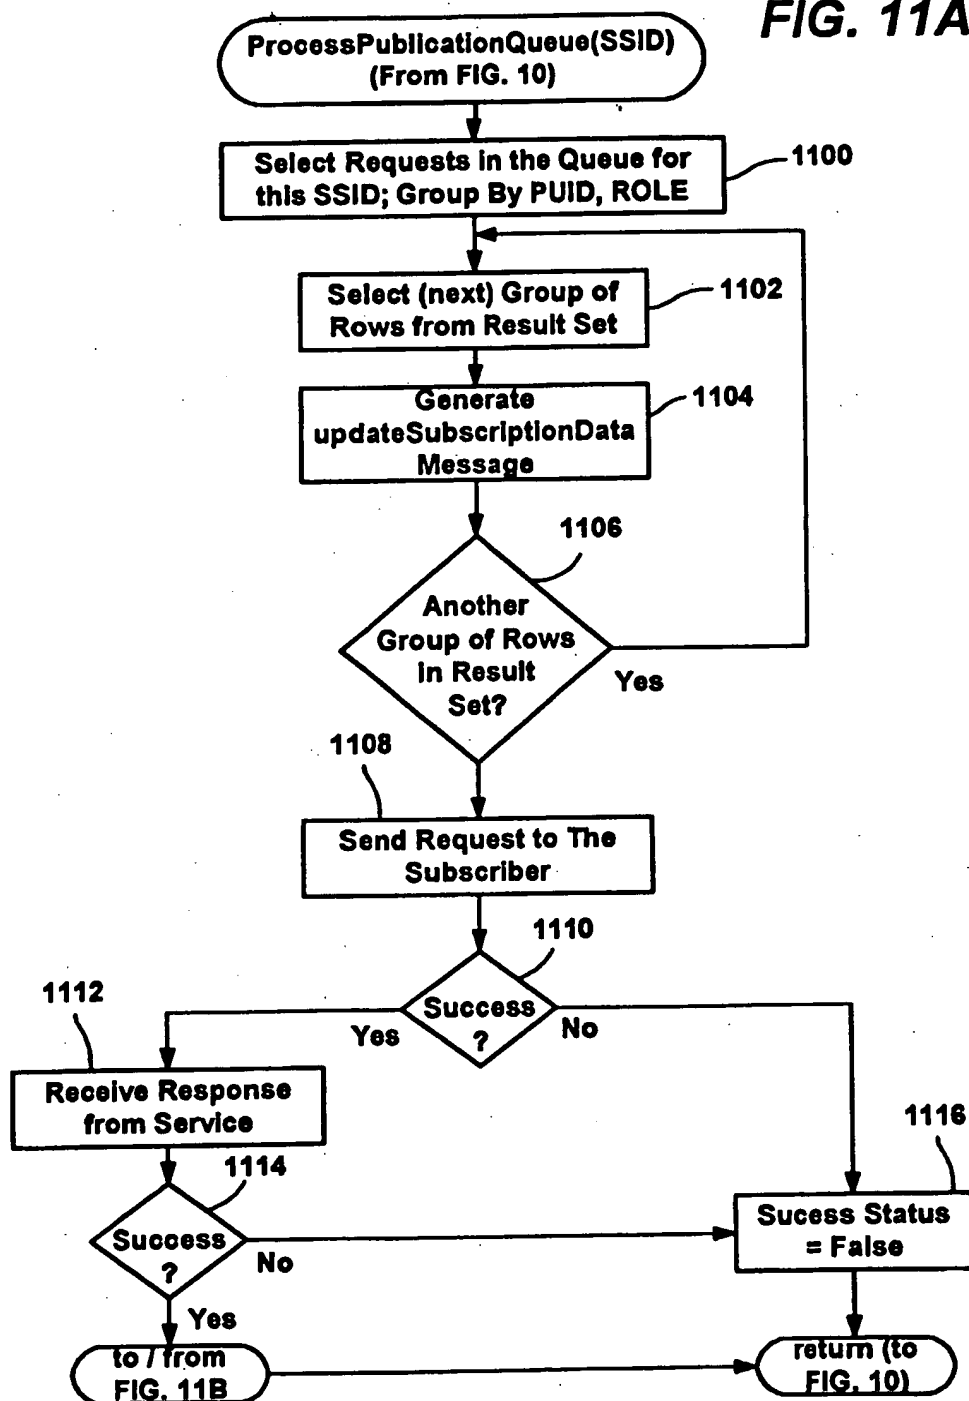 FIG. 11A
ProcessPublicationQueue(SSID)
(From FIG. 10)
Select Requests in the Queue for
this SSID; Group By PUID, ROLE
1100
Select (next) Group of
Rows from Result Set
1102
Generate
updateSubscriptionData
Message
1104
1106
Another
Group of Rows
in Result
Set?
Yes
1108
Send Request to The
Subscriber
1110
Success
?
Yes
No
1112
Receive Response
from Service
1114
Success
?
No
Yes
1116
Sucess Status
= False
to / from
FIG. 11B
return (to
FIG. 10)